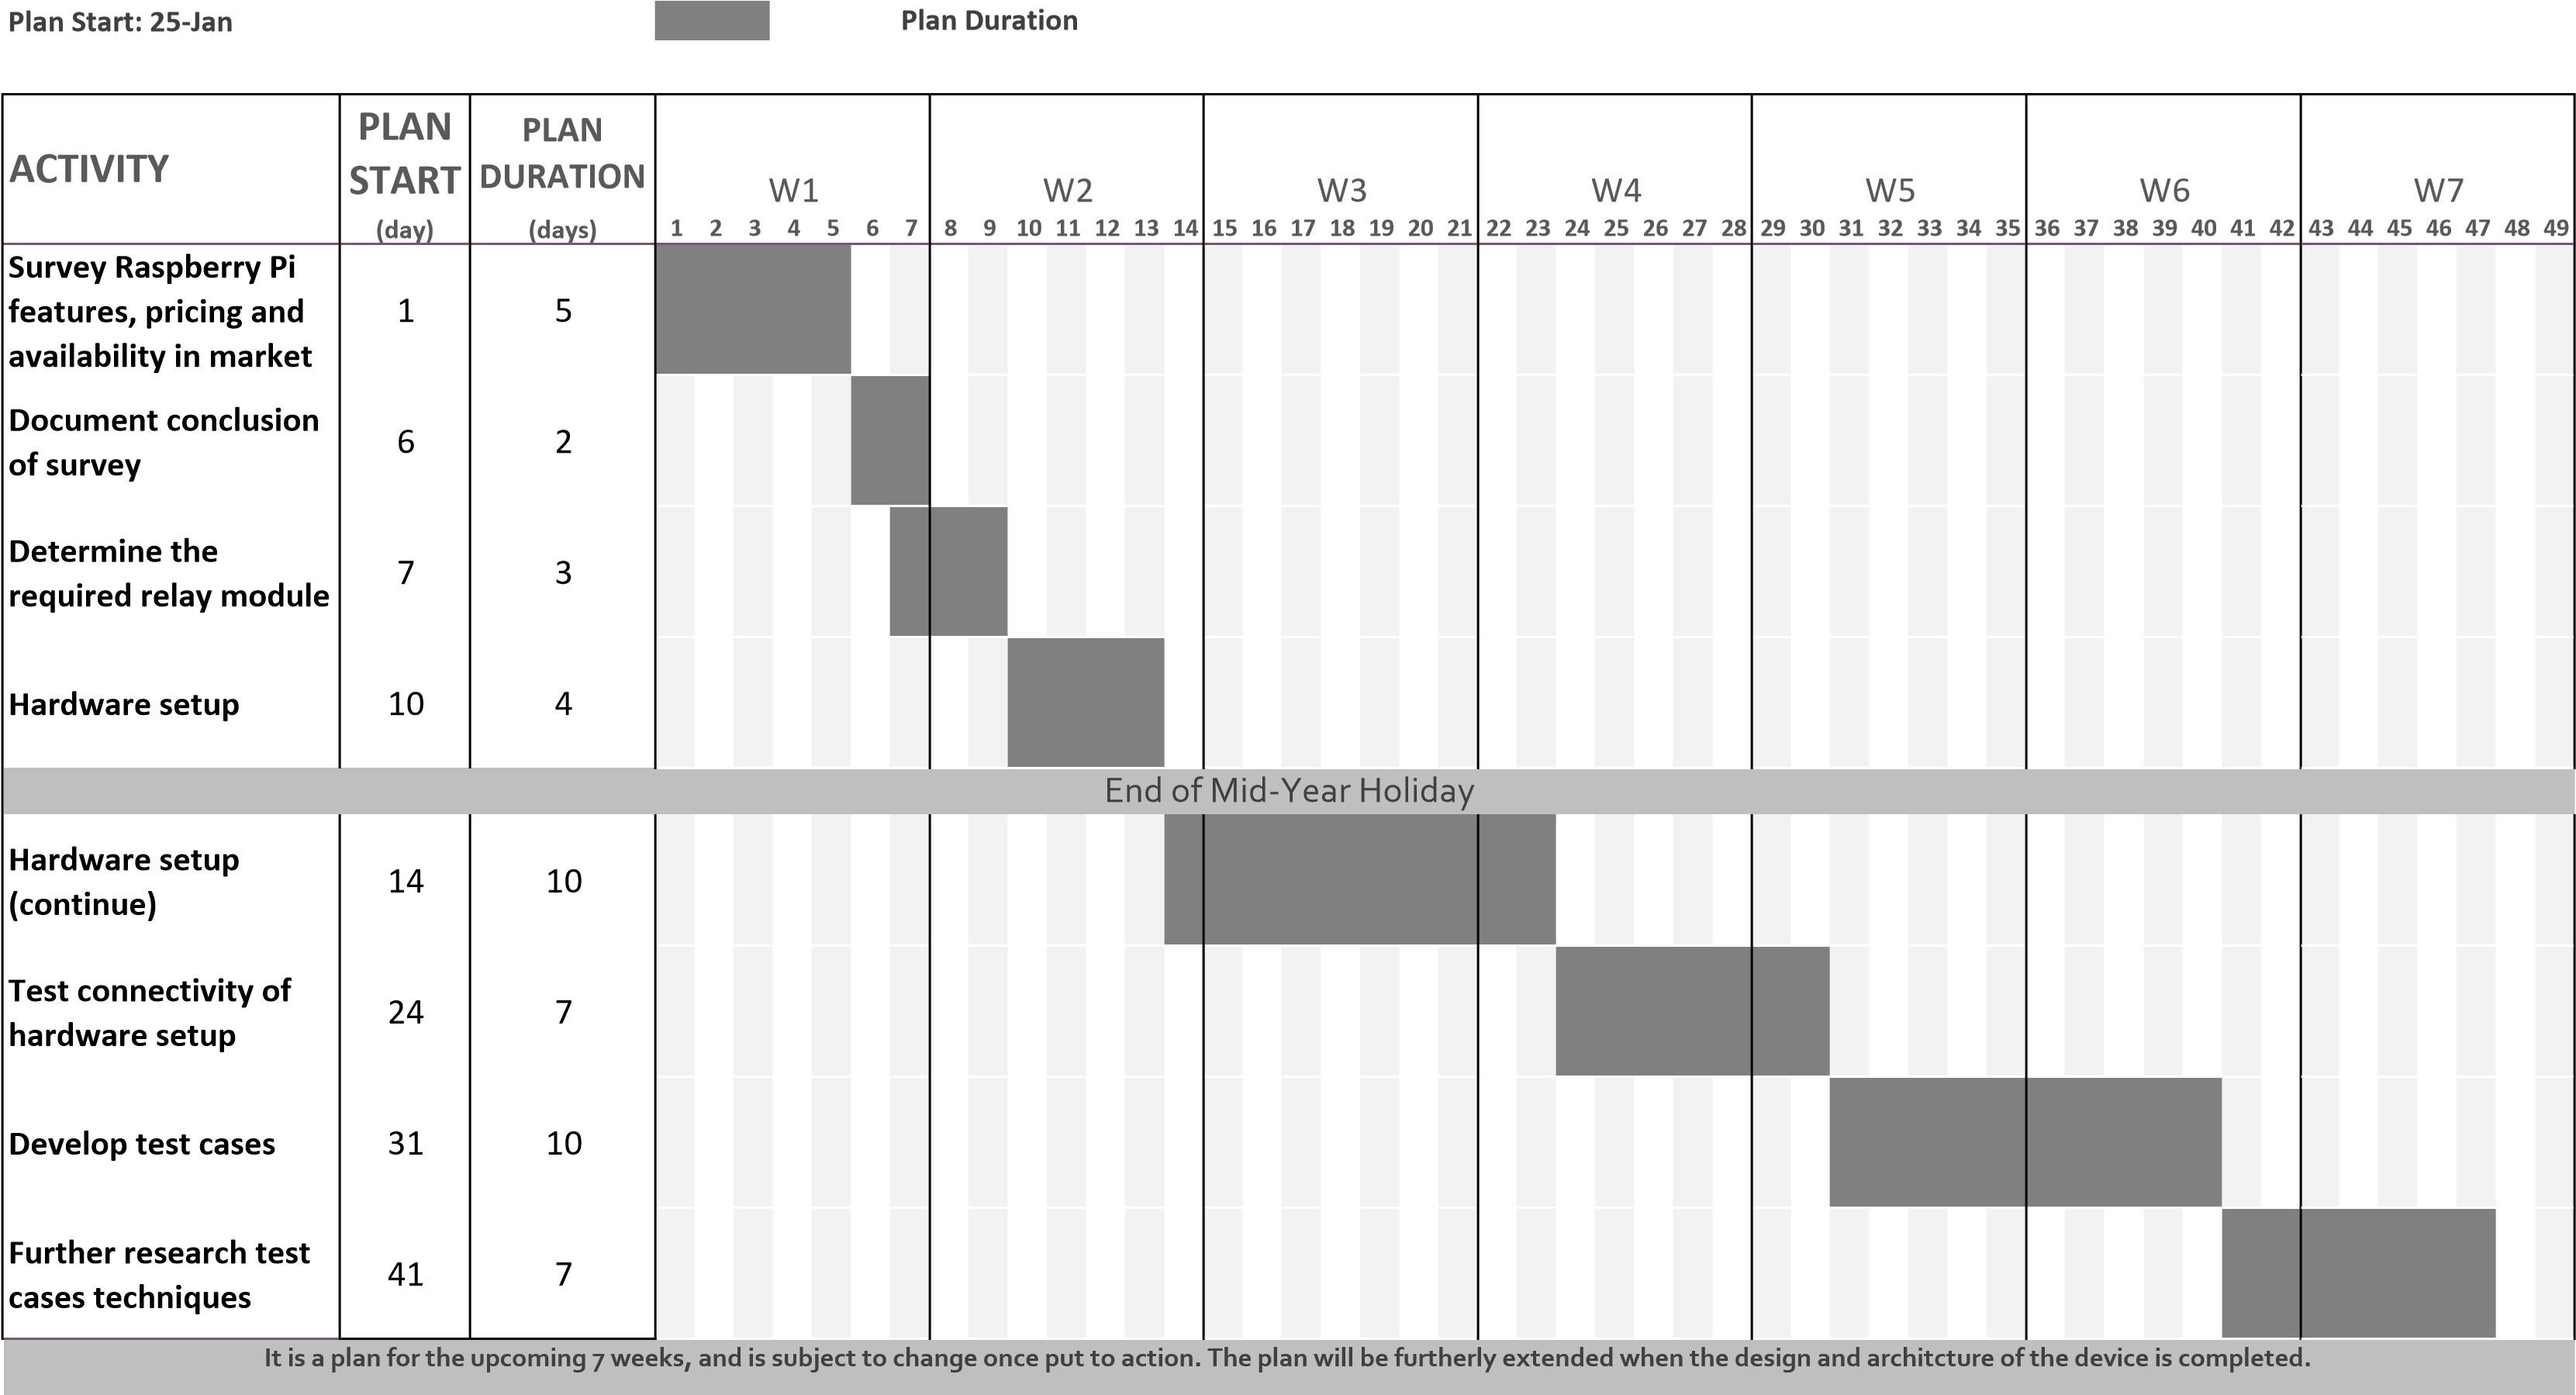 Plan Start: 25-Jan
Plan Duration
ACTIVITY
PLAN
START
(day)
PLAN
DURATION
(days)
W1 W2 W3 W4 W5 W6 W7
1 2 3 4 5 6 7 8 9 10 11 12 13 14 15 16 17 18 19 20 21 22 23 24 25 26 27 28 29 30 31 32 33 34 35 36 37 38 39 40 41 42 43 44 45 46 47 48 49
Survey Raspberry Pi
features, pricing and
availability in market
1 5
Document conclusion
of survey
6 2
Determine the
required relay module
7 3
Hardware setup
10 4
End of Mid-Year Holiday
Hardware setup
(continue)
14 10
Test connectivity of
hardware setup
24 7
Develop test cases
31 10
Further research test
cases techniques
41 7
It is a plan for the upcoming 7 weeks, and is subject to change once put to action. The plan will be furtherly extended when the design and architcture of the device is completed.